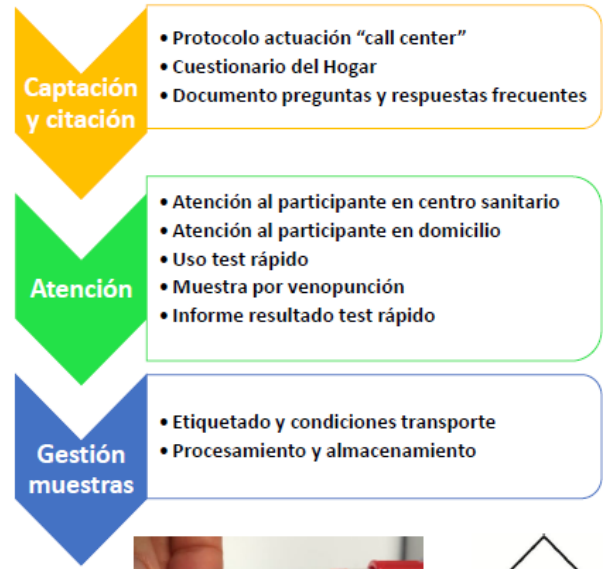 Captación
y citación
• Protocolo actuación “call center”
• Cuestionario del Hogar
• Documento preguntas y respuestas frecuentes
Atención
• Atención al participante en centro sanitario
• Atención al participante en domicilio
• Uso test rápido
• Muestra por venopunción
• Informe resultado test rápido
Gestión
muestras
• Etiquetado y condiciones transporte
• Procesamiento y almacenamiento